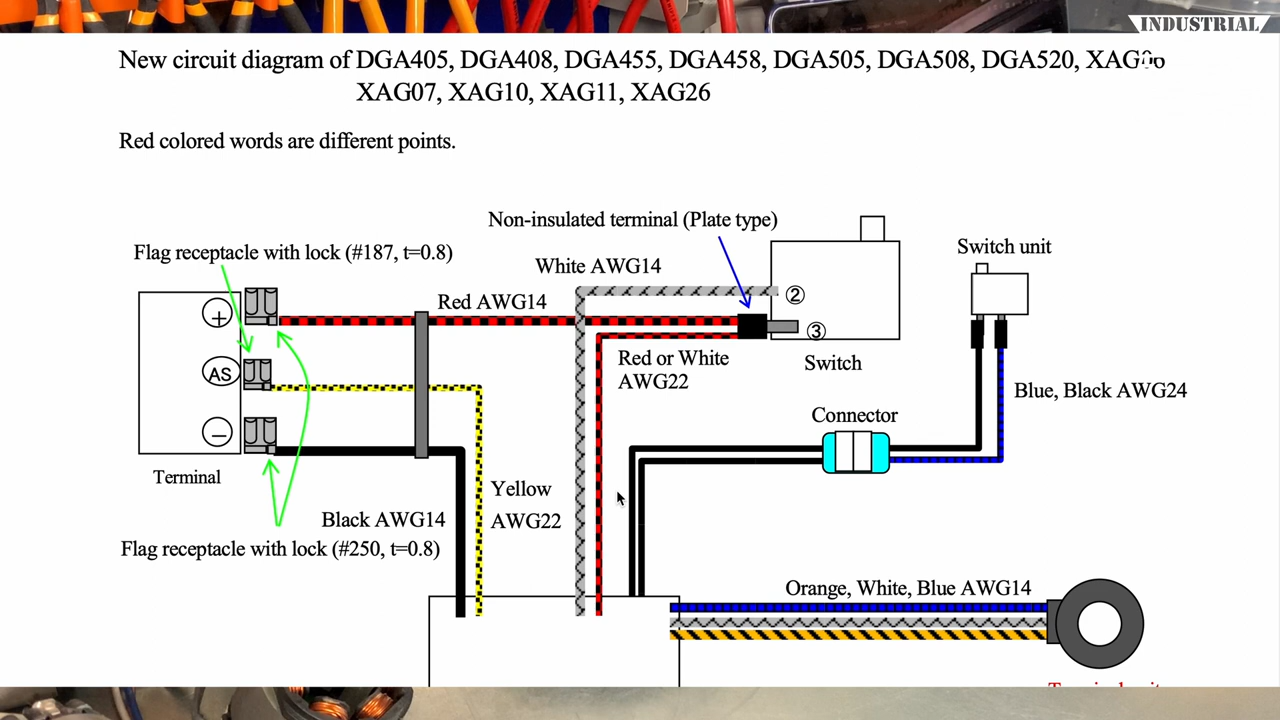 INDUSTRIAL
New circuit diagram of DGA405, DGA408, DGA455, DGA458, DGA505, DGA508, DGA520,
XAG07, XAG10, XAG11, XAG26
Red colored words are different points.
Non-insulated terminal (Plate type)
Switch unit
Flag receptacle with lock (#187, t=0.8)
White AWG14
Red AWG14
②
+
③
Red or White
AWG22
Switch
AS
Blue, Black AWG24
Connector
−
Terminal
Yellow
AWG22
Black AWG14
Flag receptacle with lock (#250, t=0.8)
Orange, White, Blue AWG14